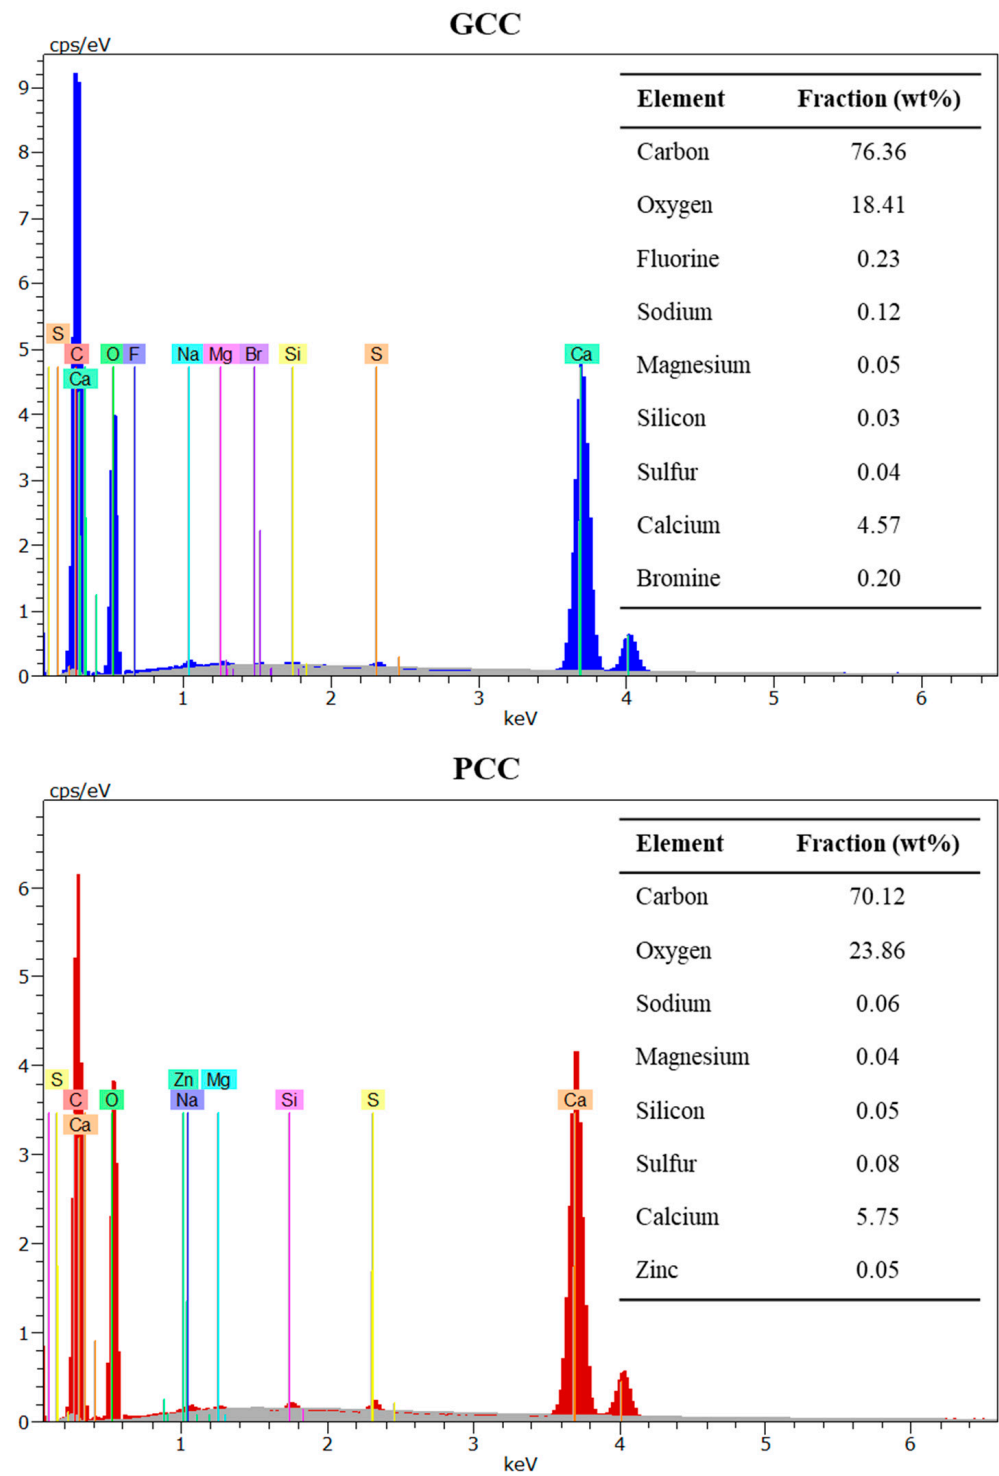 GCC
cps/eV
Element Fraction (wt%)
Carbon 76.36
Oxygen 18.41
Fluorine 0.23
Sodium 0.12
Magnesium 0.05
Silicon 0.03
Sulfur 0.04
Calcium 4.57
Bromine 0.20
9
8
7
6
5
4
3
2
1
0
S
C O F Na Mg Br Si S Ca
Ca
1 2 3 4 5 6
keV
PCC
cps/eV
Element Fraction (wt%)
Carbon 70.12
Oxygen 23.86
Sodium 0.06
Magnesium 0.04
Silicon 0.05
Sulfur 0.08
Calcium 5.75
Zinc 0.05
6
5
4
3
2
1
0
S Zn Mg
C O Na Si S Ca
Ca
1 2 3 4 5 6
keV